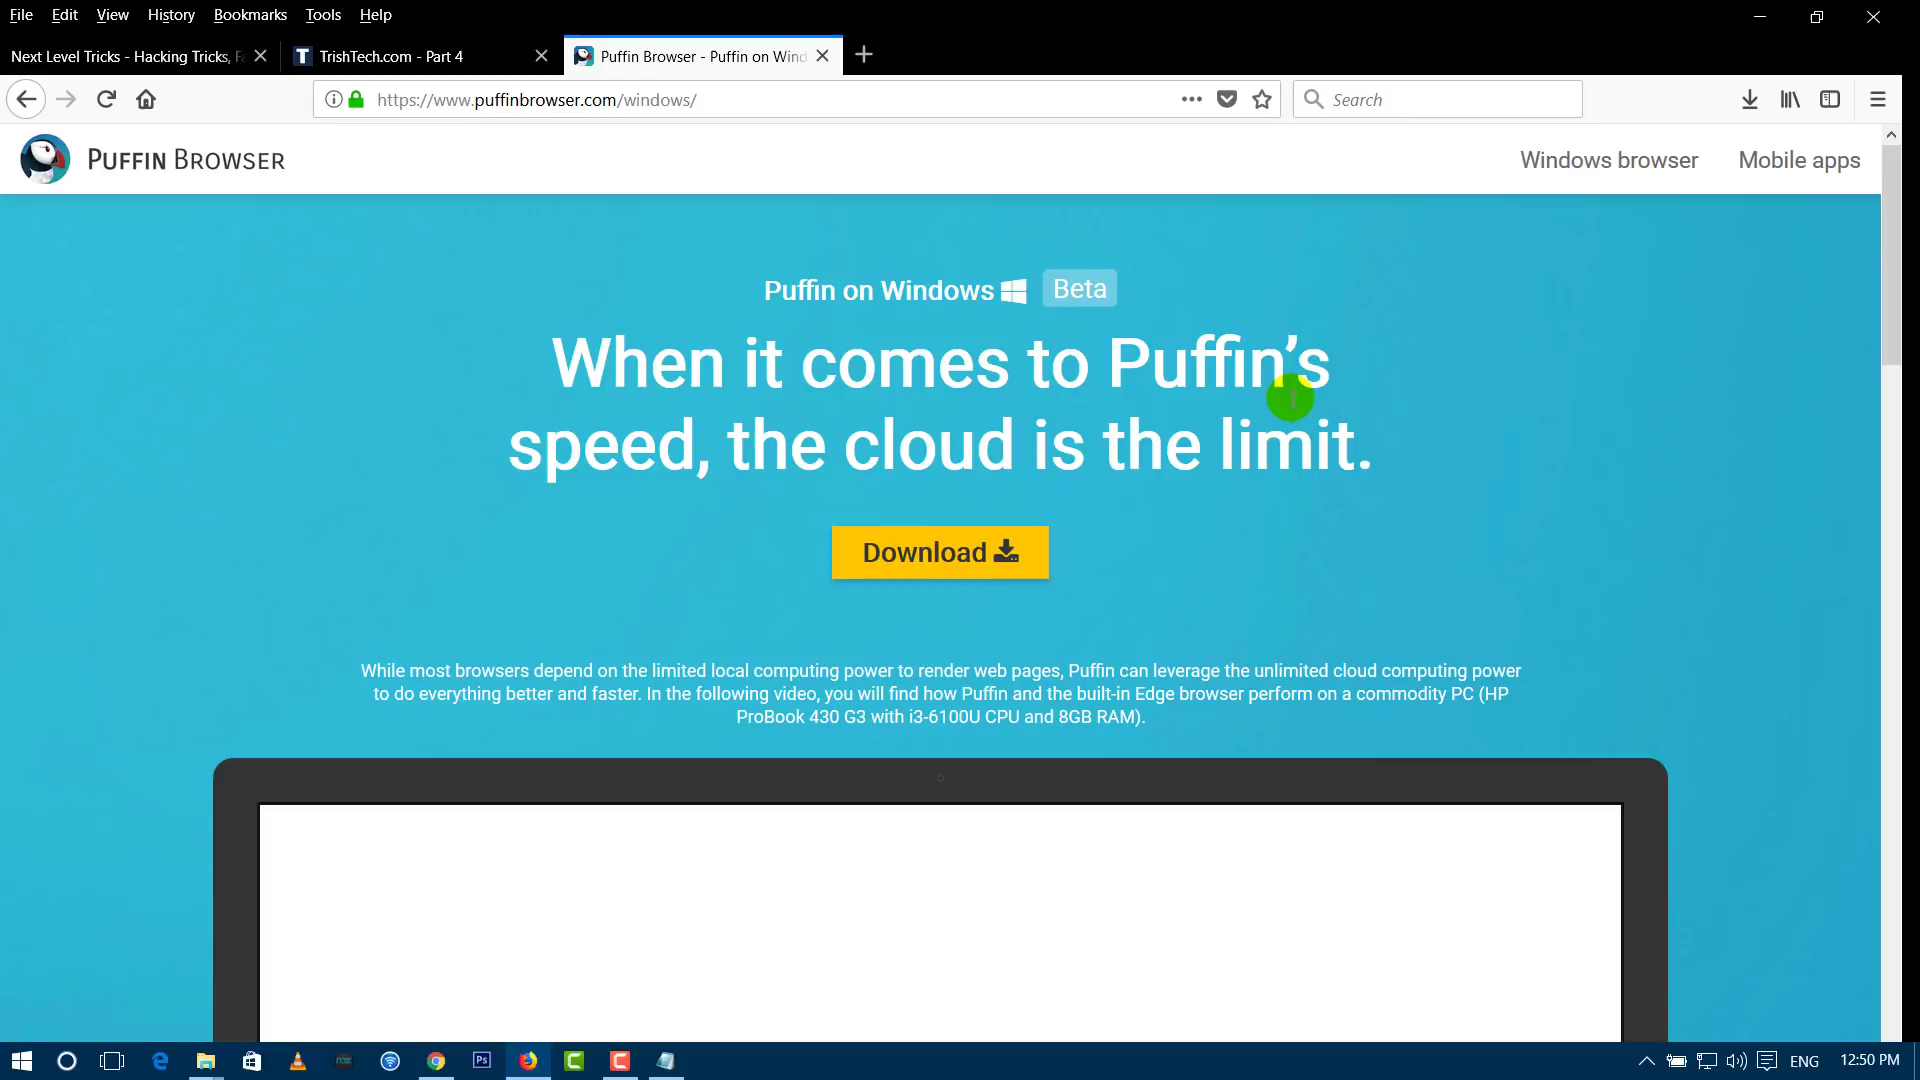 File Edit View History Bookmarks Tools Help
Next Level Tricks - Hacking Tricks, F
TrishTech.com - Part 4
Puffin Browser - Puffin on Wind
https://www.puffinbrowser.com/windows/
Search
PUFFIN BROWSER
Windows browser
Mobile apps
Puffin on Windows
Beta
When it comes to Puffin’s
speed, the cloud is the limit.
Download
While most browsers depend on the limited local computing power to render web pages, Puffin can leverage the unlimited cloud computing power
to do everything better and faster. In the following video, you will find how Puffin and the built-in Edge browser perform on a commodity PC (HP
ProBook 430 G3 with i3-6100U CPU and 8GB RAM).
Ps
ENG
12:50 PM